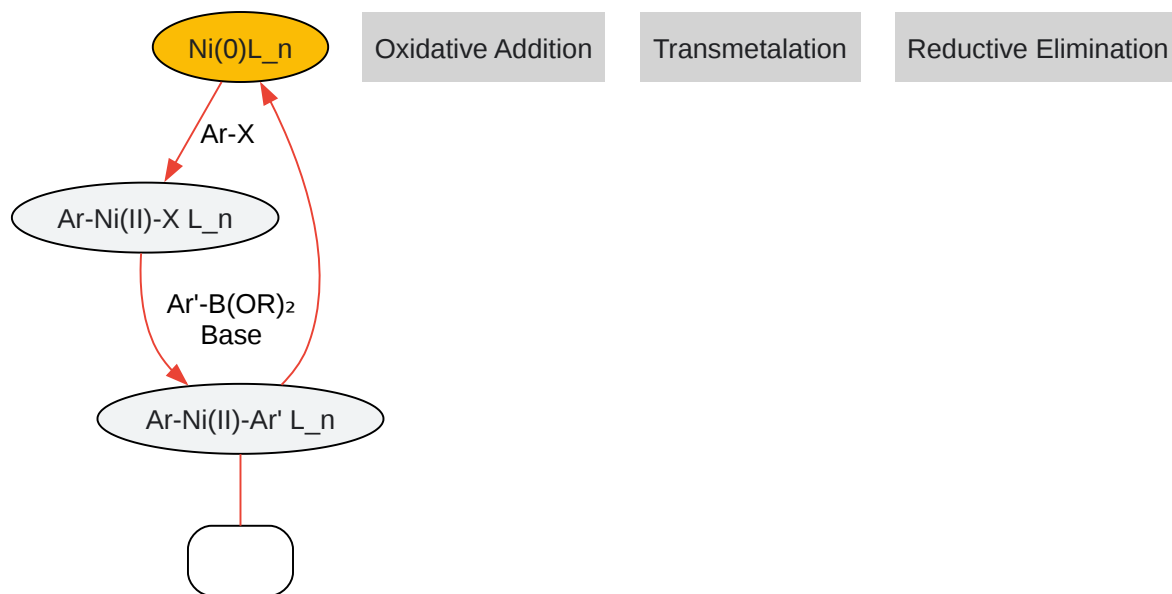 Ni(0)L_n
Oxidative Addition
Transmetalation
Reductive Elimination
Ar-X
Ar-Ni(II)-X L_n
Ar'-B(OR)₂
Base
Ar-Ni(II)-Ar' L_n